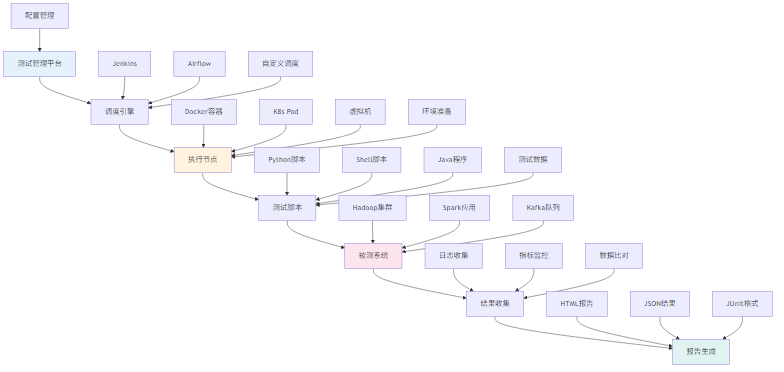 配置管理
测试管理平台
Jenkins
Airflow
自定义调度
调度引擎
Docker容器
K8s Pod
虚拟机
环境准备
执行节点
Python脚本
Shell脚本
Java程序
测试数据
测试脚本
Hadoop集群
Spark应用
Kafka队列
被测系统
日志收集
指标监控
数据比对
结果收集
HTML报告
JSON结果
JUnit格式
报告生成